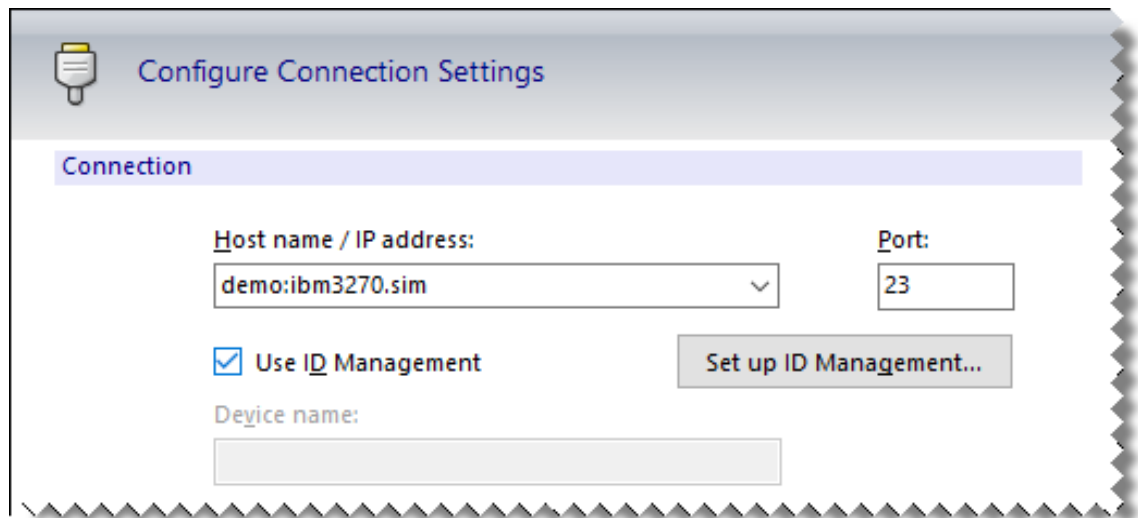 Configure Connection Settings
Connection
Host name / IP address: Port:
demo:ibm3270.sim 23
Use ID Management Set up ID Management...
Device name: